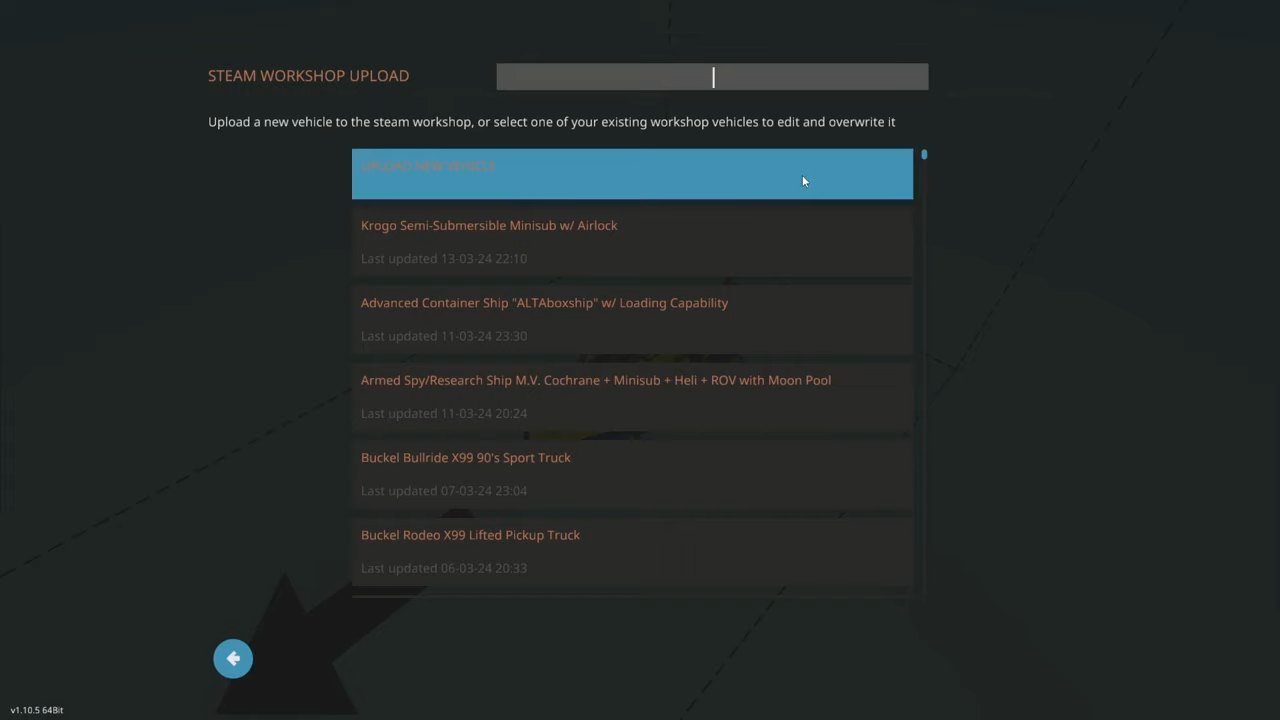 STEAM WORKSHOP UPLOAD
Upload a new vehicle to the steam workshop, or select one of your existing workshop vehicles to edit and overwrite it
UPLOAD NEW VEHICLE
Krogo Semi-Submersible Minisub w/ Airlock
Last updated 13-03-24 22:10
Advanced Container Ship "ALTAboxship" w/ Loading Capability
Last updated 11-03-24 23:30
Armed Spy/Research Ship M.V. Cochrane + Minisub + Heli + ROV with Moon Pool
Last updated 11-03-24 20:24
Buckel Bullride X99 90's Sport Truck
Last updated 07-03-24 23:04
Buckel Rodeo X99 Lifted Pickup Truck
Last updated 06-03-24 20:33
v1.10.5 64Bit